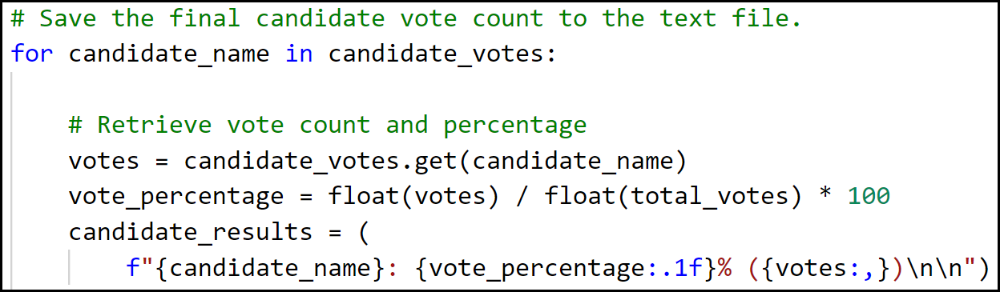 # Save the final candidate vote count to the text file.
for candidate_name in candidate_votes:
# Retrieve vote count and percentage
votes = candidate_votes.get(candidate_name)
vote_percentage = float(votes) / float(total_votes) * 100
candidate_results = (
f"{candidate_name}: {vote_percentage:.1f}% ({votes:,})\n\n")